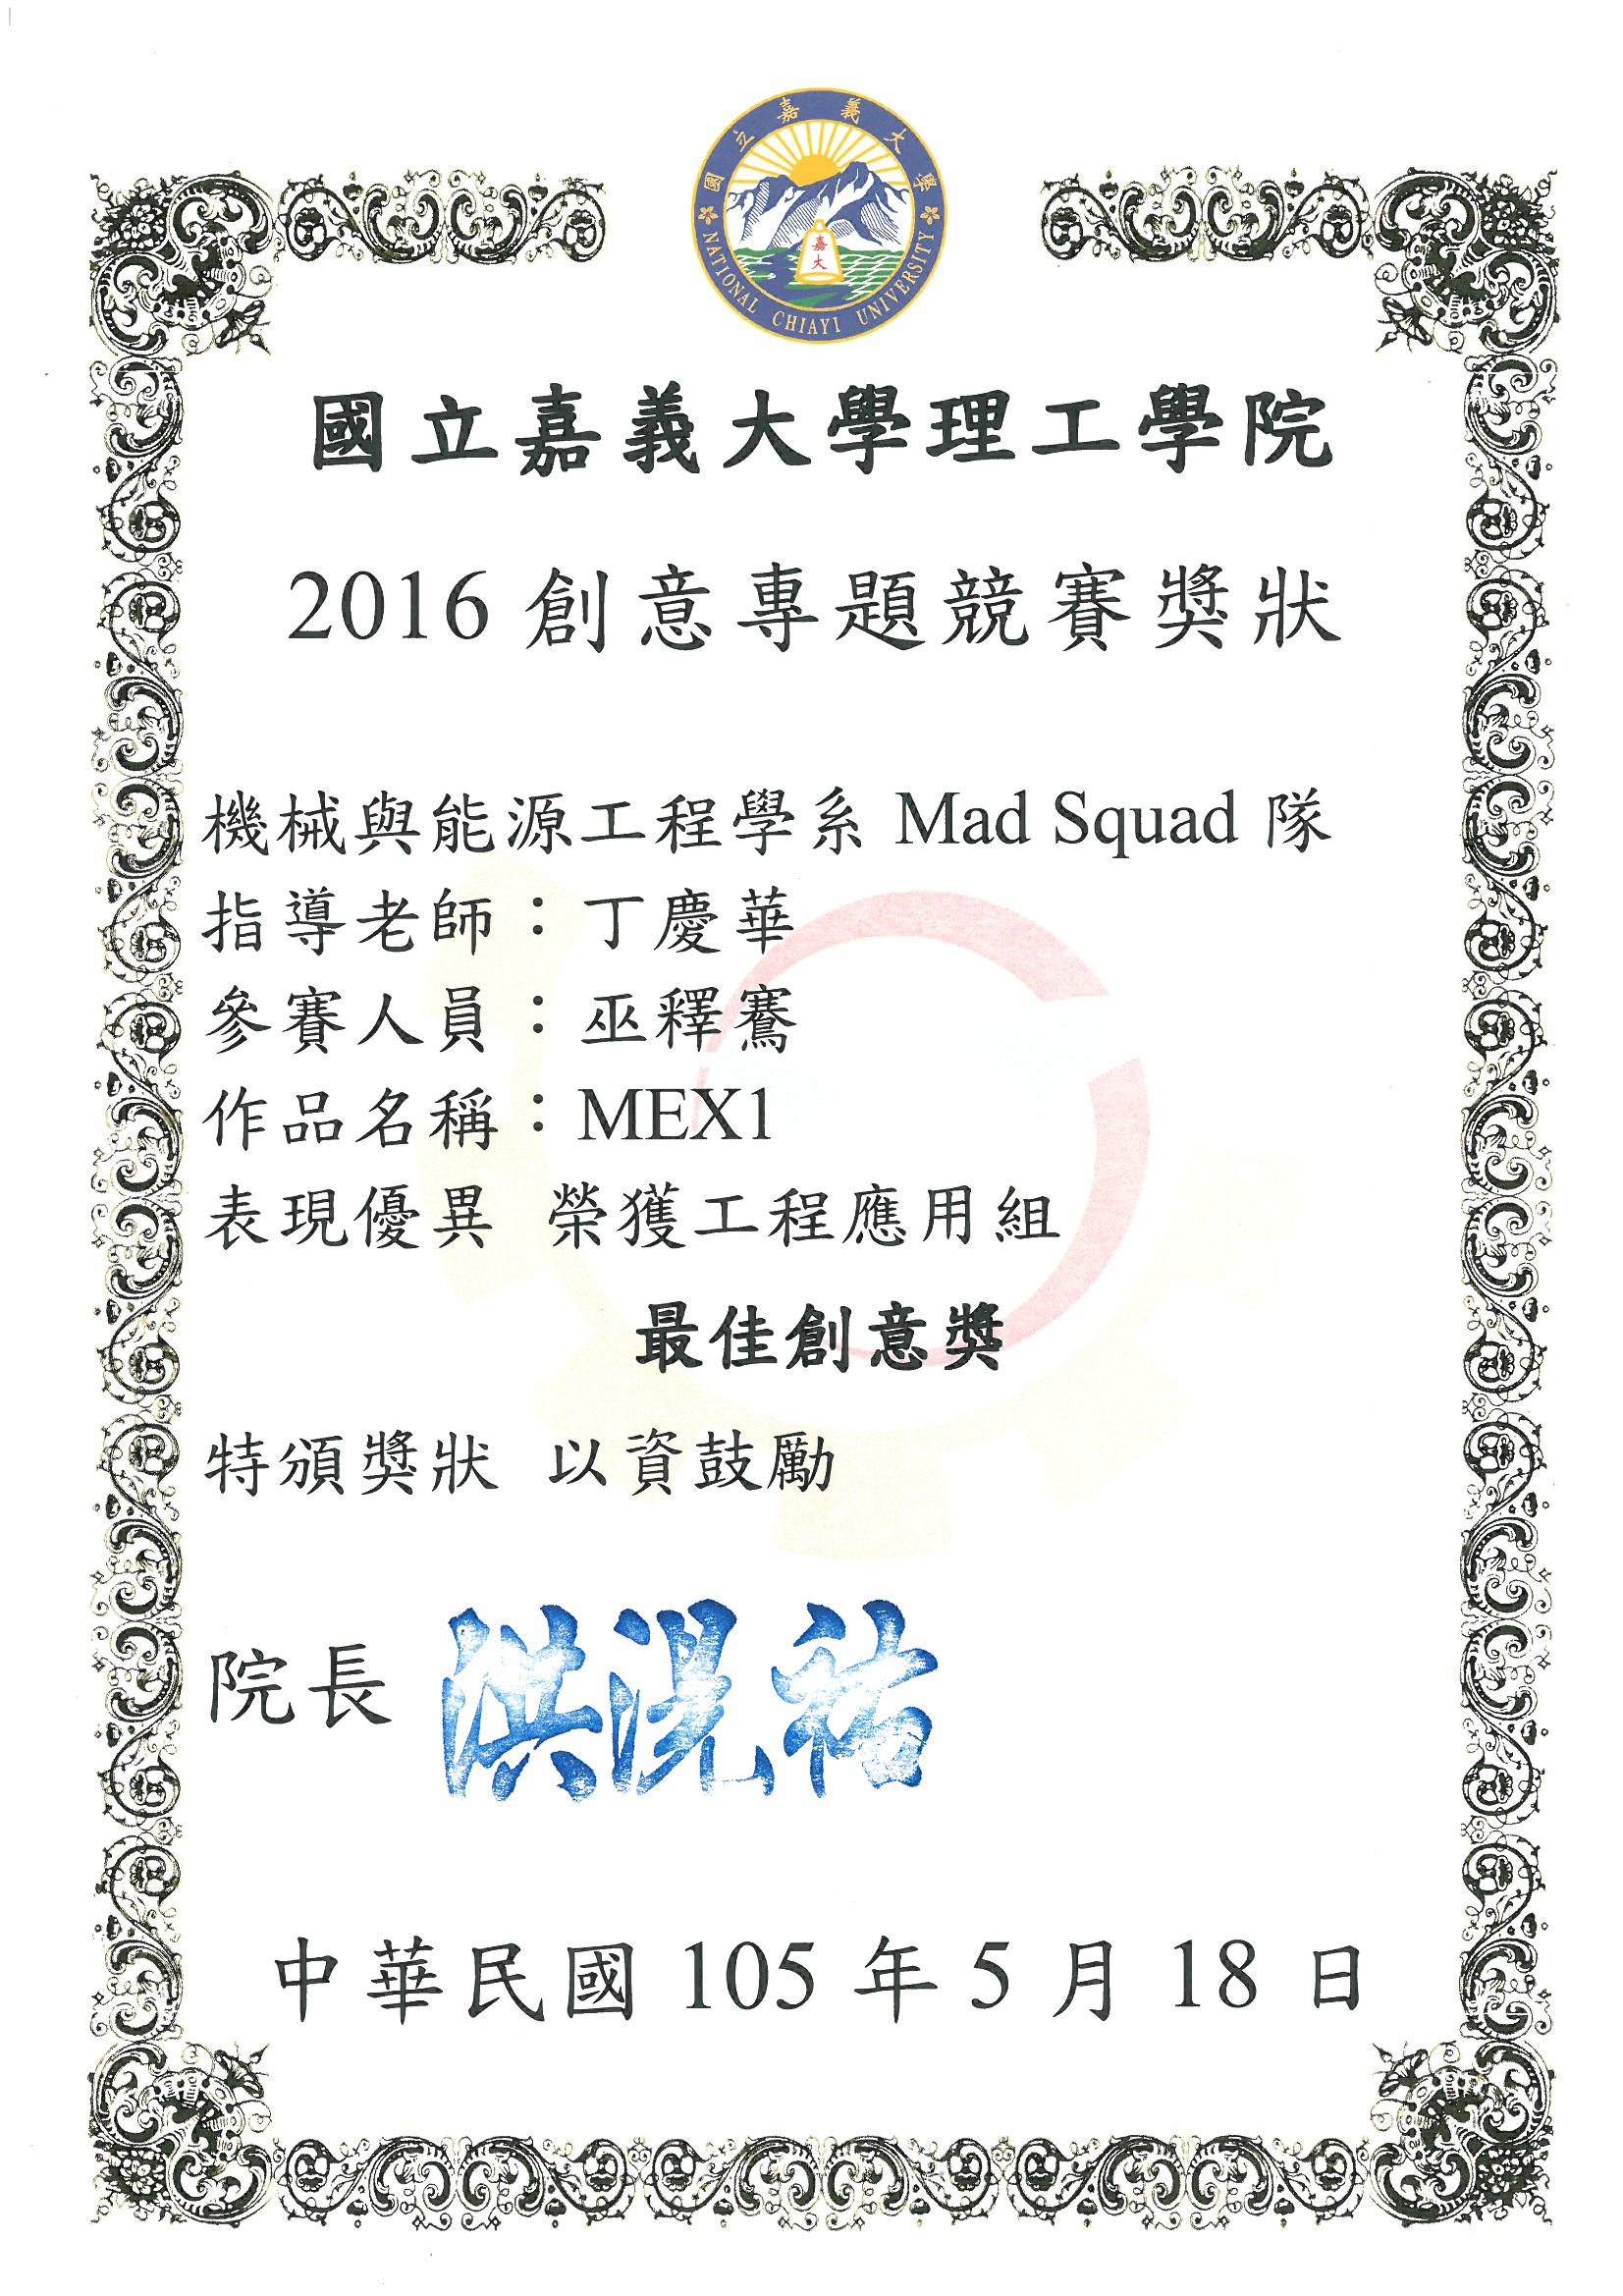 國立嘉義大學
NATIONAL CHIAYI UNIVERSITY
嘉大
國立嘉義大學理工學院
2016 創意專題競賽獎狀
機械與能源工程學系 Mad Squad 隊
指導老師：丁慶華
參賽人員：巫釋騫
作品名稱：MEX1
表現優異 榮獲工程應用組
最佳創意獎
特頒獎狀 以資鼓勵
院長 洪滉祐
中華民國 105 年 5 月 18 日